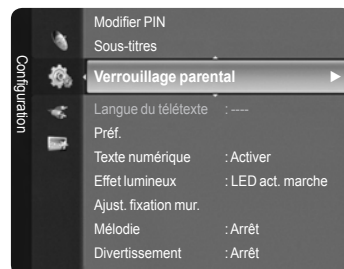 Configuration
Modifier PIN
Sous-titres
Verrouillage parental
Langue du télétexte : ----
Préf.
Texte numérique : Activer
Effet lumineux : LED act. marche
Ajust. fixation mur.
Mélodie : Arrêt
Divertissement : Arrêt